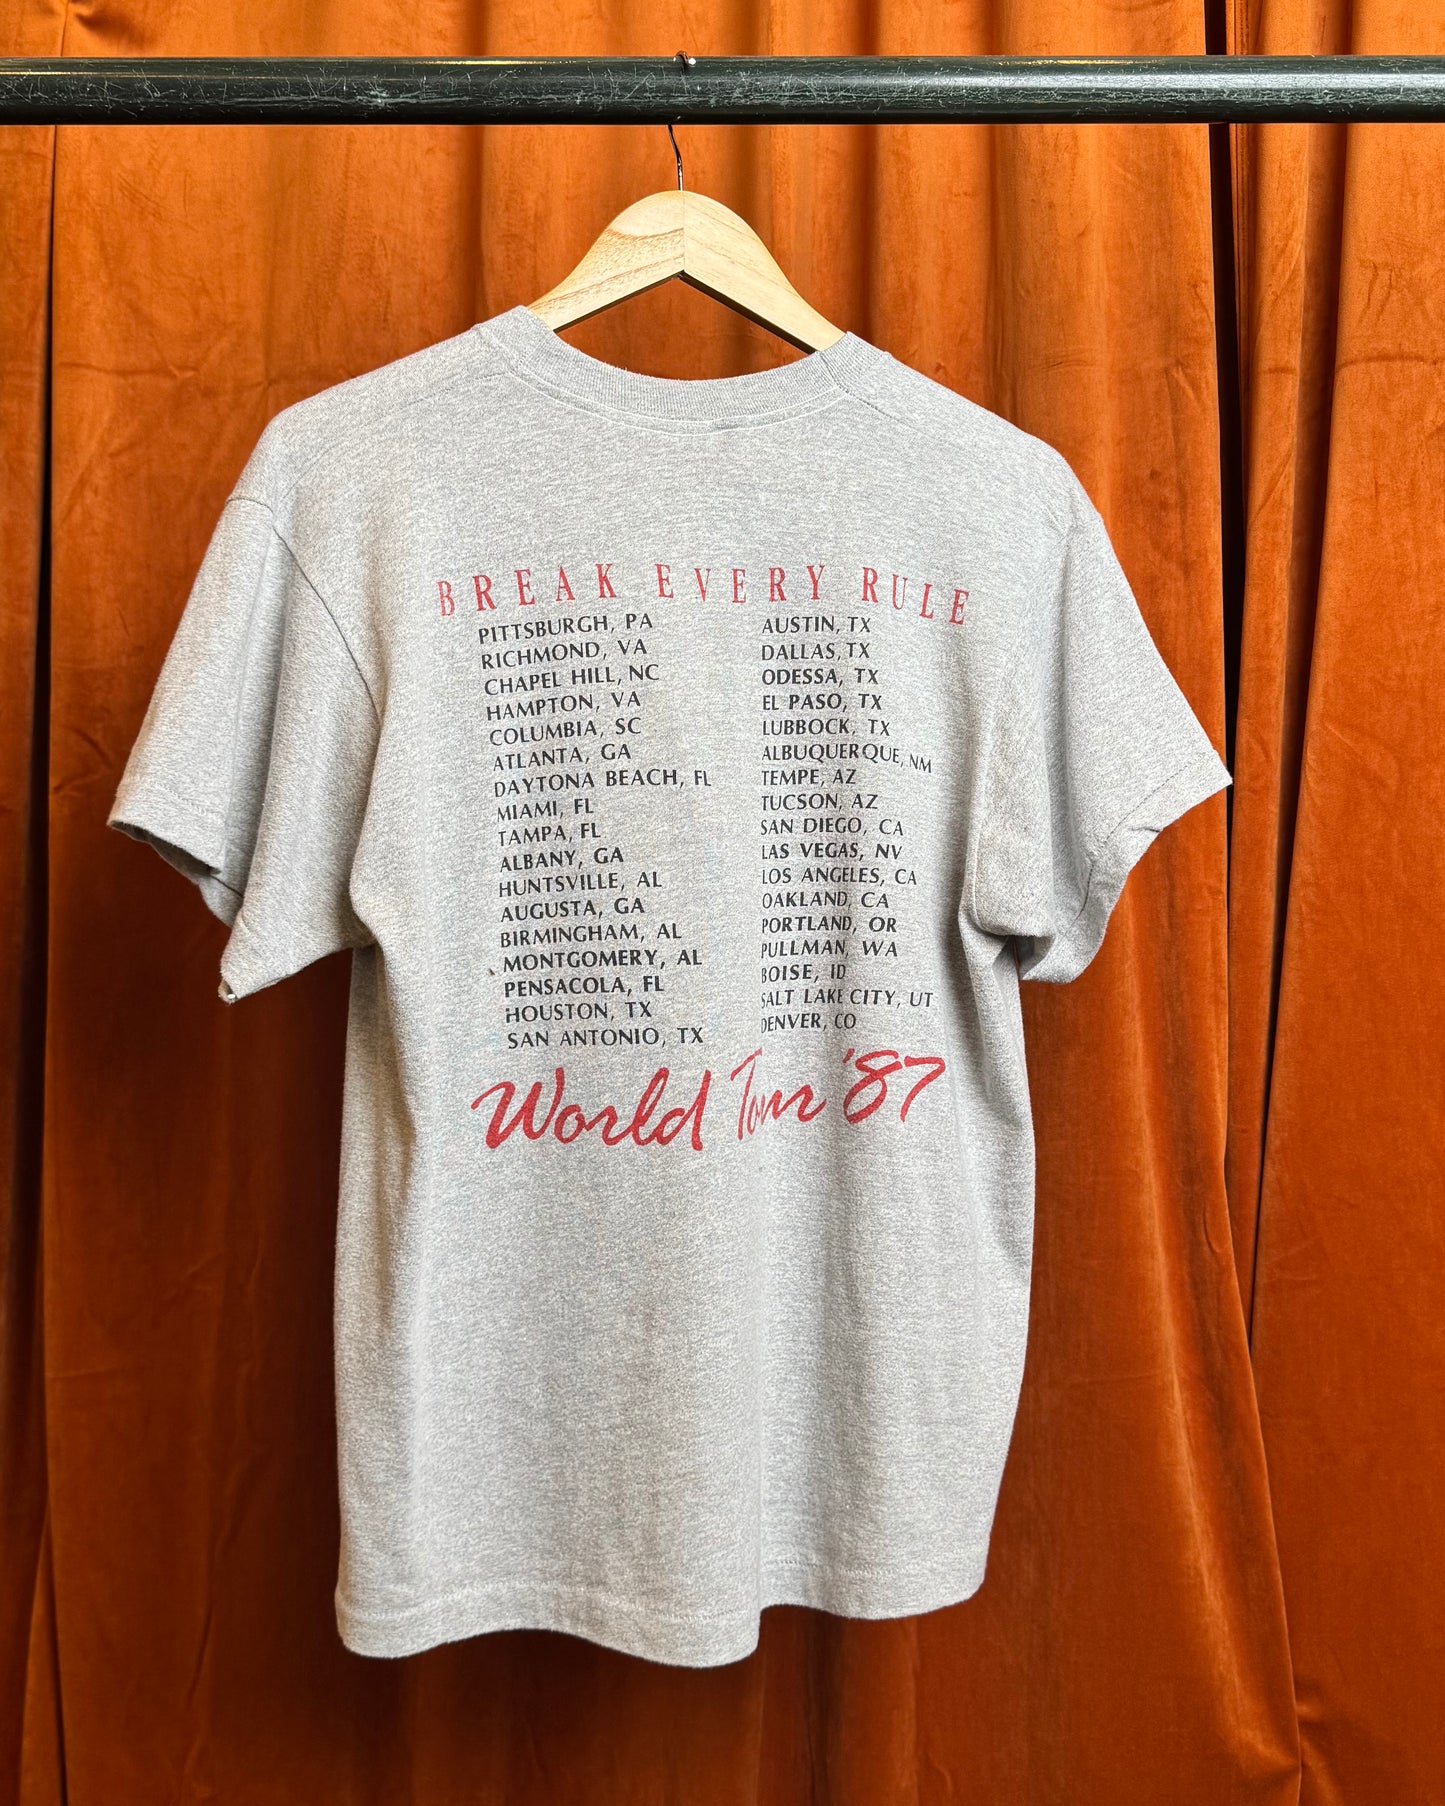 BREAK EVERY RULE
PITTSBURGH, PA
RICHMOND, VA
CHAPEL HILL, NC
HAMPTON, VA
COLUMBIA, SC
ATLANTA, GA
DAYTONA BEACH, FL
MIAMI, FL
TAMPA, FL
ALBANY, GA
HUNTSVILLE, AL
AUGUSTA, GA
BIRMINGHAM, AL
MONTGOMERY, AL
PENSACOLA, FL
HOUSTON, TX
SAN ANTONIO, TX
AUSTIN, TX
DALLAS, TX
ODESSA, TX
EL PASO, TX
LUBBOCK, TX
ALBUQUERQUE, NM
TEMPE, AZ
TUCSON, AZ
SAN DIEGO, CA
LAS VEGAS, NV
LOS ANGELES, CA
OAKLAND, CA
PORTLAND, OR
PULLMAN, WA
BOISE, ID
SALT LAKE CITY, UT
DENVER, CO
World Tour '87